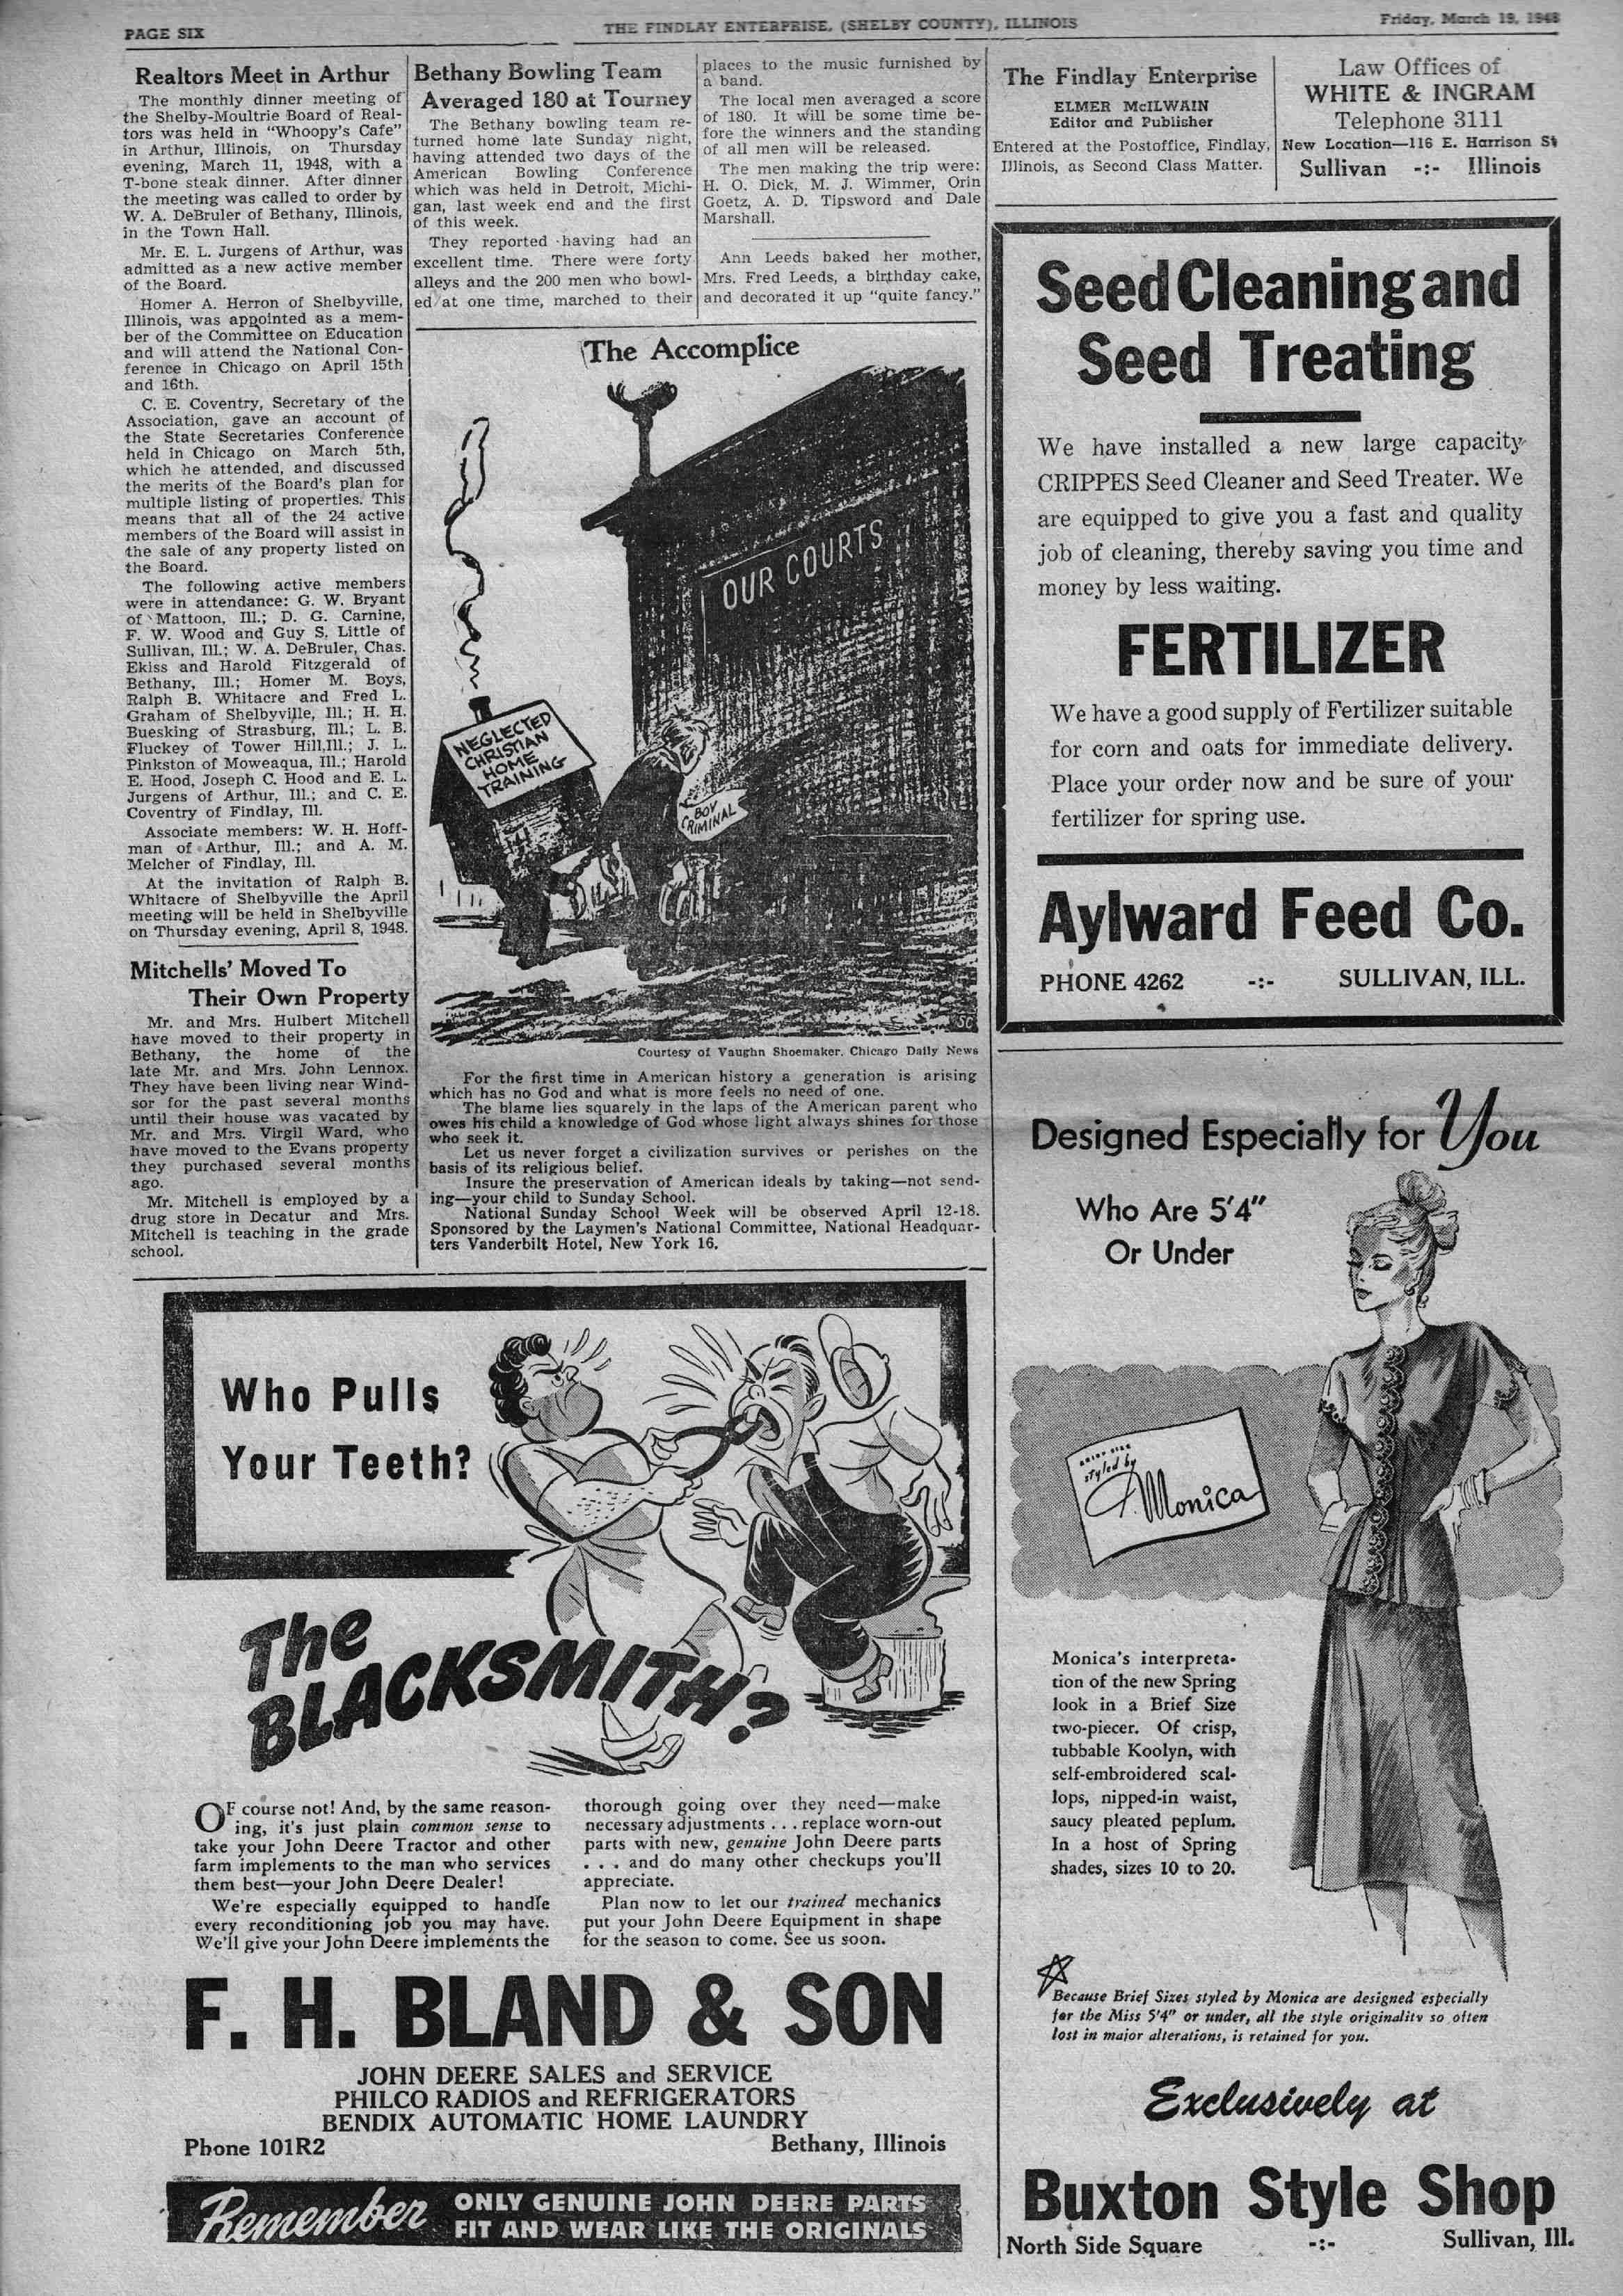 PAGE SIX
THE FINDLAY ENTERPRISE, (SHELBY COUNTY), ILLINOIS
Friday, March 19, 1948
Realtors Meet in Arthur
The monthly dinner meeting of
the Shelby-Moultrie Board of Real-
tors was held in "Whoopy's Cafe"
in Arthur, Illinois, on Thursday
evening, March 11, 1948, with a
T-bone steak dinner. After dinner
the meeting was called to order by
W. A. DeBruler of Bethany, Illinois,
in the Town Hall.
Mr. E. L. Jurgens of Arthur, was
admitted as a new active member
of the Board.
Homer A. Herron of Shelbyville,
Illinois, was appointed as a mem-
ber of the Committee on Education
and will attend the National Con-
ference in Chicago on April 15th
and 16th.
C. E. Coventry, Secretary of the
Association, gave an account of
the State Secretaries Conference
held in Chicago on March 5th,
which he attended, and discussed
the merits of the Board's plan for
multiple listing of properties. This
means that all of the 24 active
members of the Board will assist in
the sale of any property listed on
the Board.
The following active members
were in attendance: G. W. Bryant
of Mattoon, Ill.; D. G. Carnine,
F. W. Wood and Guy S. Little of
Sullivan, Ill.; W. A. DeBruler, Chas.
Ekiss and Harold Fitzgerald of
Bethany, Ill.; Homer M. Boys,
Ralph B. Whitacre and Fred L.
Graham of Shelbyville, Ill.; H. H.
Buesking of Strasburg, Ill.; L. B.
Fluckey of Tower Hill,Ill.; J. L.
Pinkston of Moweaqua, Ill.; Harold
E. Hood, Joseph C. Hood and E. L.
Jurgens of Arthur, Ill.; and C. E.
Coventry of Findlay, Ill.
Associate members: W. H. Hoff-
man of Arthur, Ill.; and A. M.
Melcher of Findlay, Ill.
At the invitation of Ralph B.
Whitacre of Shelbyville the April
meeting will be held in Shelbyville
on Thursday evening, April 8, 1948.
Mitchells' Moved To
Their Own Property
Mr. and Mrs. Hulbert Mitchell
have moved to their property in
Bethany, the home of the
late Mr. and Mrs. John Lennox.
They have been living near Wind-
sor for the past several months
until their house was vacated by
Mr. and Mrs. Virgil Ward, who
have moved to the Evans property
they purchased several months
ago.
Mr. Mitchell is employed by a
drug store in Decatur and Mrs.
Mitchell is teaching in the grade
school.
Bethany Bowling Team
Averaged 180 at Tourney
The Bethany bowling team re-
turned home late Sunday night,
having attended two days of the
American Bowling Conference
which was held in Detroit, Michi-
gan, last week end and the first
of this week.
They reported having had an
excellent time. There were forty
alleys and the 200 men who bowl-
ed at one time, marched to their
places to the music furnished by
a band.
The local men averaged a score
of 180. It will be some time be-
fore the winners and the standing
of all men will be released.
The men making the trip were:
H. O. Dick, M. J. Wimmer, Orin
Goetz, A. D. Tipsword and Dale
Marshall.
Ann Leeds baked her mother,
Mrs. Fred Leeds, a birthday cake,
and decorated it up "quite fancy."
The Accomplice
OUR COURTS
NEGLECTED
CHRISTIAN
HOME
TRAINING
BOY
CRIMINAL
Courtesy of Vaughn Shoemaker, Chicago Daily News
For the first time in American history a generation is arising
which has no God and what is more feels no need of one.
The blame lies squarely in the laps of the American parent who
owes his child a knowledge of God whose light always shines for those
who seek it.
Let us never forget a civilization survives or perishes on the
basis of its religious belief.
Insure the preservation of American ideals by taking—not send-
ing—your child to Sunday School.
National Sunday School Week will be observed April 12-18.
Sponsored by the Laymen's National Committee, National Headquar-
ters Vanderbilt Hotel, New York 16.
Who Pulls
Your Teeth?
The
BLACKSMITH?
OF course not! And, by the same reason-
ing, it's just plain common sense to
take your John Deere Tractor and other
farm implements to the man who services
them best—your John Deere Dealer!
We're especially equipped to handle
every reconditioning job you may have.
We'll give your John Deere implements the
thorough going over they need—make
necessary adjustments . . . replace worn-out
parts with new, genuine John Deere parts
. . . and do many other checkups you'll
appreciate.
Plan now to let our trained mechanics
put your John Deere Equipment in shape
for the season to come. See us soon.
F. H. BLAND & SON
JOHN DEERE SALES and SERVICE
PHILCO RADIOS and REFRIGERATORS
BENDIX AUTOMATIC HOME LAUNDRY
Phone 101R2
Bethany, Illinois
Remember
ONLY GENUINE JOHN DEERE PARTS
FIT AND WEAR LIKE THE ORIGINALS
The Findlay Enterprise
ELMER McILWAIN
Editor and Publisher
Entered at the Postoffice, Findlay,
Illinois, as Second Class Matter.
Law Offices of
WHITE & INGRAM
Telephone 3111
New Location—116 E. Harrison St
Sullivan -:- Illinois
Seed Cleaning and
Seed Treating
We have installed a new large capacity
CRIPPES Seed Cleaner and Seed Treater. We
are equipped to give you a fast and quality
job of cleaning, thereby saving you time and
money by less waiting.
FERTILIZER
We have a good supply of Fertilizer suitable
for corn and oats for immediate delivery.
Place your order now and be sure of your
fertilizer for spring use.
Aylward Feed Co.
PHONE 4262 -:- SULLIVAN, ILL.
Designed Especially for You
Who Are 5'4"
Or Under
BRIEF SIZE
styled by
Monica
Monica's interpreta-
tion of the new Spring
look in a Brief Size
two-piecer. Of crisp,
tubbable Koolyn, with
self-embroidered scal-
lops, nipped-in waist,
saucy pleated peplum.
In a host of Spring
shades, sizes 10 to 20.
Because Brief Sizes styled by Monica are designed especially
for the Miss 5'4" or under, all the style originality so often
lost in major alterations, is retained for you.
Exclusively at
Buxton Style Shop
North Side Square -:- Sullivan, Ill.